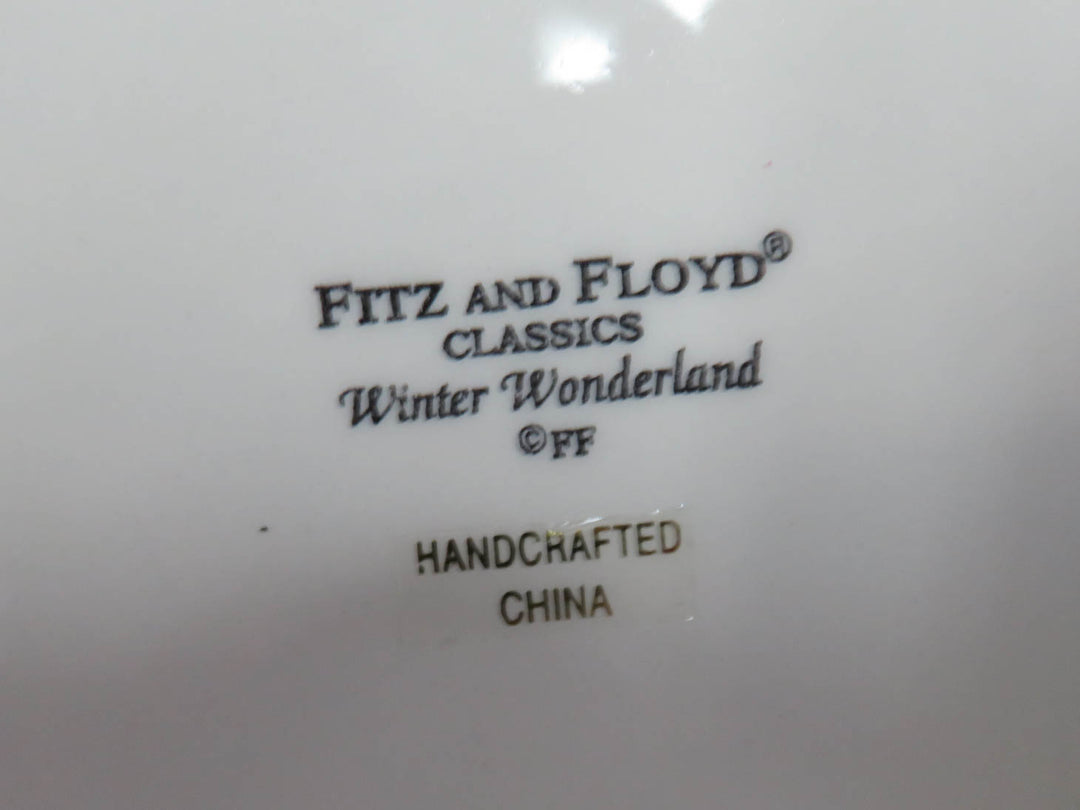 FITZ AND FLOYD®
CLASSICS
Winter Wonderland
©FF
HANDCRAFTED
CHINA